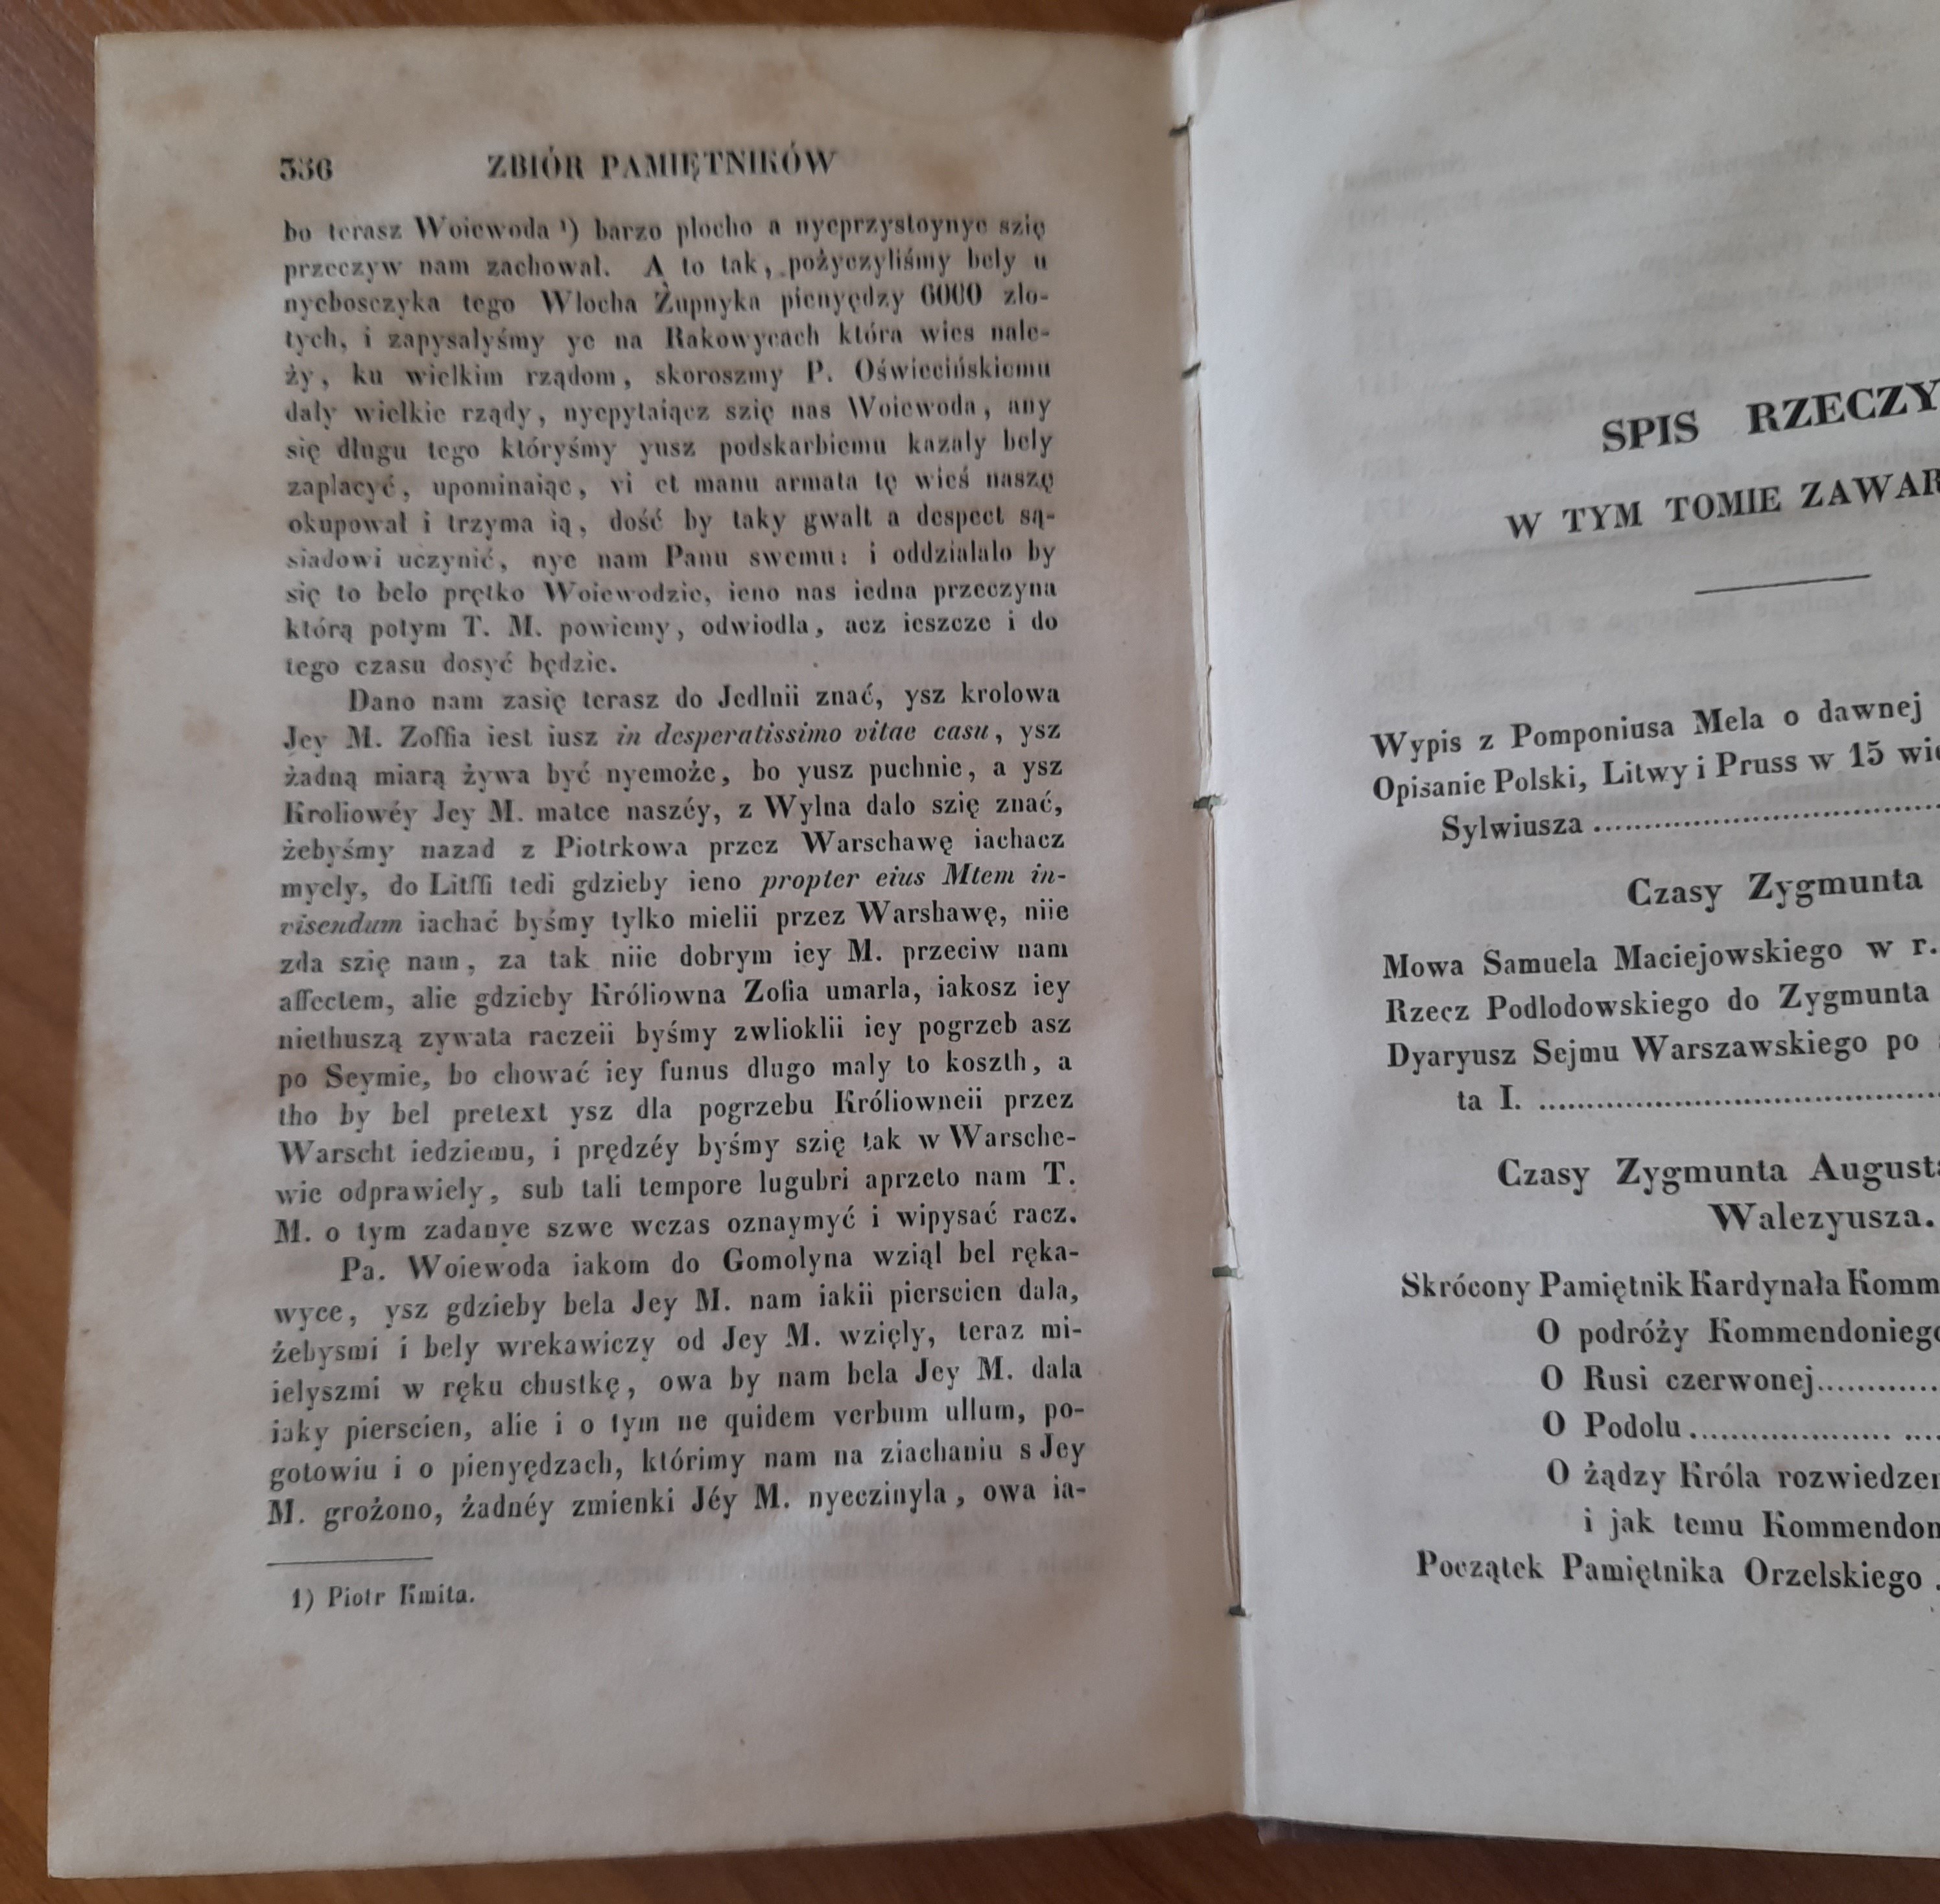 336 ZBIÓR PAMIĘTNIKÓW
bo terasz Woiewoda ¹) barzo plocho a nyeprzystoynye szię
przeczyw nam zachował. A to tak, pożyczyliśmy bely u
nyebosczyka tego Wlocha Żupnyka pienyędzy 6000 zlo-
tych, i zapysalyśmy ye na Rakowycach która wies nale-
ży, ku wielkim rządom, skoroszmy P. Oświecińskiemu
daly wielkie rządy, nyepytaiącz szię nas Woiewoda, any
się długu tego któryśmy yusz podskarbiemu kazaly bely
zaplacyć, upominaiąc, vi et manu armata tę wieś naszę
okupował i trzyma ią, dość by taky gwalt a despect są-
siadowi uczynić, nye nam Panu swemu: i oddzialalo by
się to belo prętko Woiewodzie, ieno nas iedna przeczyna
którą potym T. M. powiemy, odwiodla, acz ieszcze i do
tego czasu dosyć będzie.
Dano nam zasię terasz do Jedlnii znać, ysz krolowa
Jey M. Zoffia iest iusz in desperatissimo vitae casu, ysz
żadną miarą żywa być nyemoże, bo yusz puchnie, a ysz
Kroliowéy Jey M. matce naszéy, z Wylna dalo szię znać,
żebyśmy nazad z Piotrkowa przez Warschawę iachacz
myely, do Litffi tedi gdzieby ieno propter eius Mtem in-
visendum iachać byśmy tylko mielii przez Warshawę, niie
zda szię nam, za tak niie dobrym iey M. przeciw nam
affectem, alie gdzieby Króliowna Zofia umarla, iakosz iey
niethuszą zywata raczeii byśmy zwlioklii iey pogrzeb asz
po Seymie, bo chować iey funus dlugo maly to koszth, a
tho by bel pretext ysz dla pogrzebu Króliowneii przez
Warscht iedziemu, i prędzéy byśmy szię tak w Warsche-
wie odprawiely, sub tali tempore lugubri aprzeto nam T.
M. o tym zadanye szwe wczas oznaymyć i wipysać racz.
Pa. Woiewoda iakom do Gomolyna wziąl bel ręka-
wyce, ysz gdzieby bela Jey M. nam iakii pierscien dala,
żebysmi i bely wrekawiczy od Jey M. wzięly, teraz mi-
ielyszmi w ręku chustkę, owa by nam bela Jey M. dala
iaky pierscien, alie i o tym ne quidem verbum ullum, po-
gotowiu i o pienyędzach, którimy nam na ziachaniu s Jey
M. grożono, żadnéy zmienki Jéy M. nyeczinyla, owa ia-
1) Piotr Kmita.
SPIS RZECZY
W TYM TOMIE ZAWAR
Wypis z Pomponiusa Mela o dawnej
Opisanie Polski, Litwy i Pruss w 15 wie
Sylwiusza ..............................
Czasy Zygmunta
Mowa Samuela Maciejowskiego w r.
Rzecz Podlodowskiego do Zygmunta
Dyaryusz Sejmu Warszawskiego po
ta I. ..............................
Czasy Zygmunta Augusta
Walezyusza.
Skrócony Pamiętnik Kardynała Komm
O podróży Kommendoniego
O Rusi czerwonej.............
O Podolu.................... ....
O żądzy Króla rozwiedzen
i jak temu Kommendon
Początek Pamiętnika Orzelskiego .